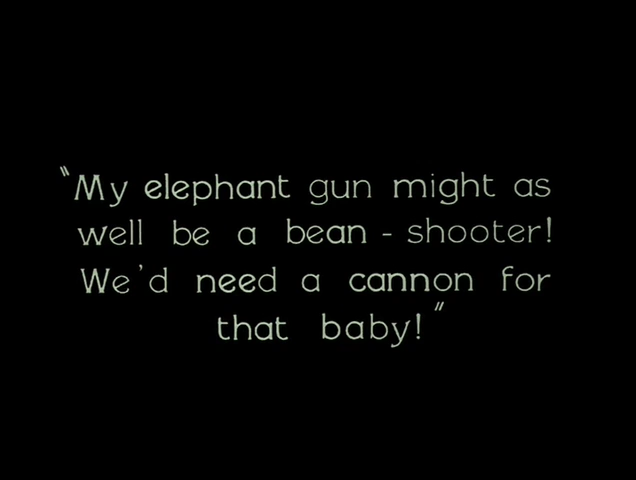 "My elephant gun might as
well be a bean - shooter!
We'd need a cannon for
that baby!"